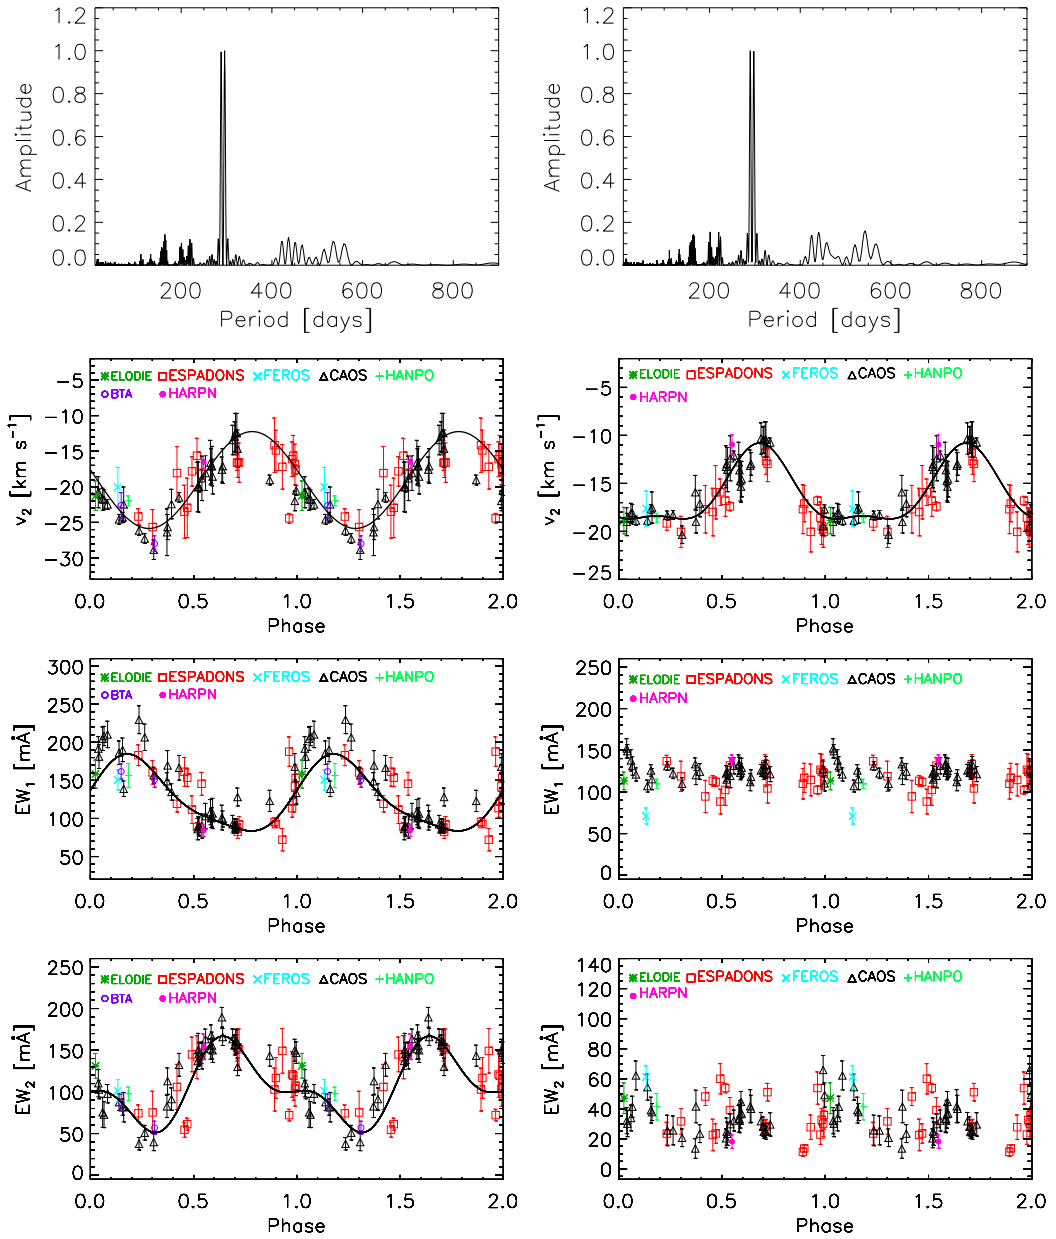 1.2
1.0
0.8
0.6
0.4
0.2
0.0
Amplitude
200 400 600 800
Period [days]
1.2
1.0
0.8
0.6
0.4
0.2
0.0
Amplitude
200 400 600 800
Period [days]
ELODIE ESPADONS FEROS CAOS HANPO
BTA HARPN
-5
-10
-15
-20
-25
-30
v2 [km s-1]
0.0 0.5 1.0 1.5 2.0
Phase
ELODIE ESPADONS FEROS CAOS HANPO
HARPN
-5
-10
-15
-20
-25
v2 [km s-1]
0.0 0.5 1.0 1.5 2.0
Phase
ELODIE ESPADONS FEROS CAOS HANPO
BTA HARPN
300
250
200
150
100
50
EW1 [mÅ]
0.0 0.5 1.0 1.5 2.0
Phase
ELODIE ESPADONS FEROS CAOS HANPO
HARPN
250
200
150
100
50
0
EW1 [mÅ]
0.0 0.5 1.0 1.5 2.0
Phase
ELODIE ESPADONS FEROS CAOS HANPO
BTA HARPN
250
200
150
100
50
0
EW2 [mÅ]
0.0 0.5 1.0 1.5 2.0
Phase
ELODIE ESPADONS FEROS CAOS HANPO
HARPN
140
120
100
80
60
40
20
0
EW2 [mÅ]
0.0 0.5 1.0 1.5 2.0
Phase